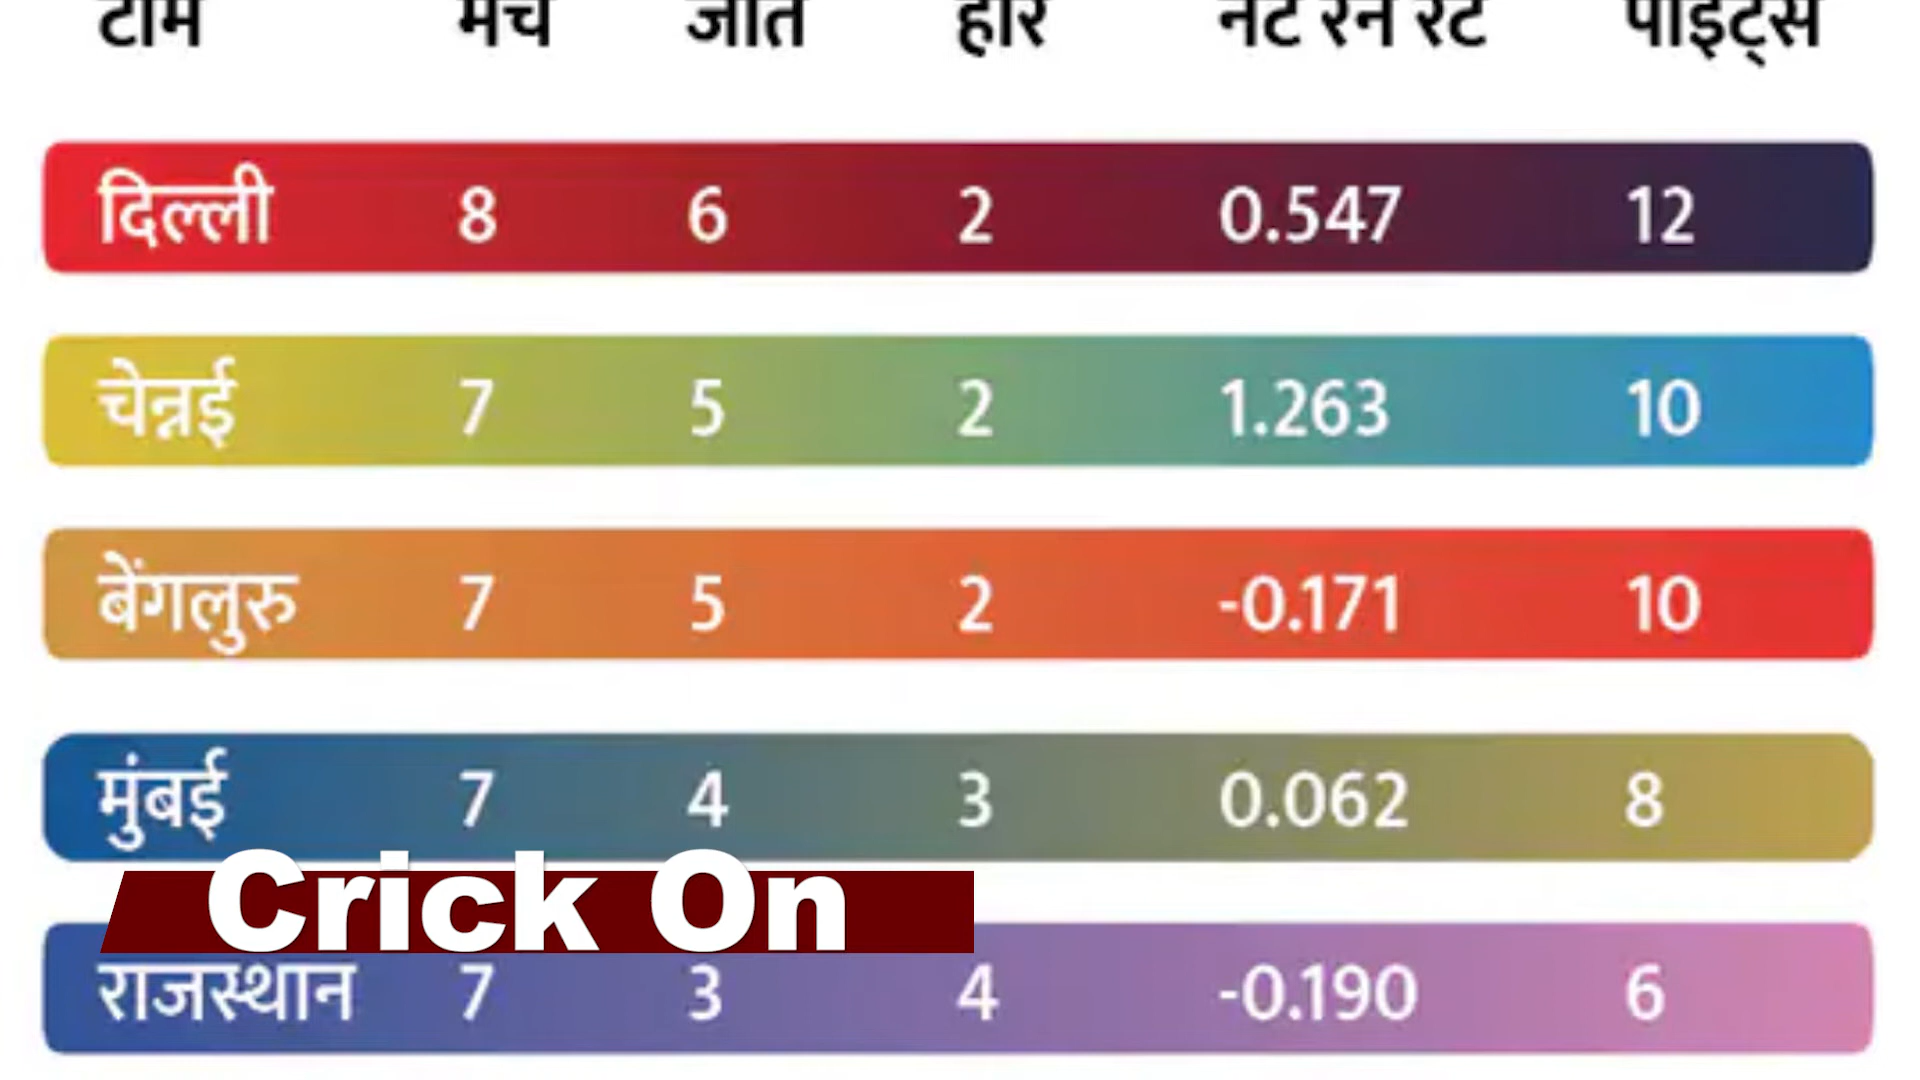 टीम मैच जीत हार नेट रन रेट पॉइंट्स
दिल्ली 8 6 2 0.547 12
चेन्नई 7 5 2 1.263 10
बेंगलुरु 7 5 2 -0.171 10
मुंबई 7 4 3 0.062 8
Crick On
राजस्थान 7 3 4 -0.190 6